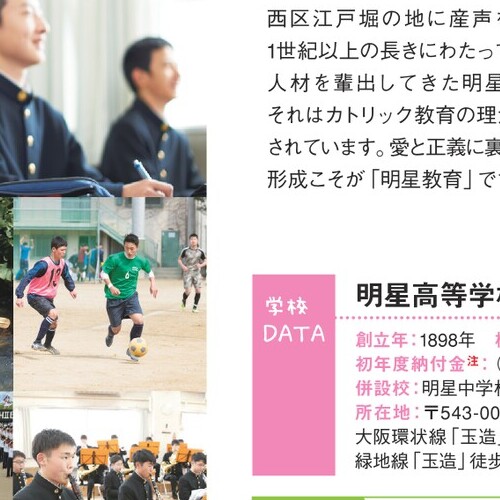 西区江戸堀の地に産声
1世紀以上の長きにわたっ
人材を輩出してきた明星
それはカトリック教育の理
されています。愛と正義に裏
形成こそが「明星教育」で
学校
DATA
明星高等学校
創立年：1898年
初年度納付金注：（
併設校：明星中学校
所在地：〒543-00
大阪環状線「玉造」
緑地線「玉造」徒歩